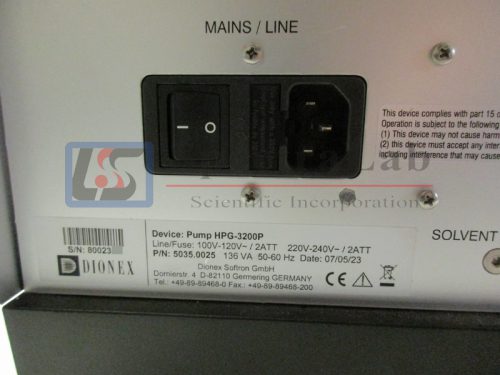 MAINS / LINE
I O
This device complies with part 15 o
Operation is subject to the following
(1) This device may not cause harm
(2) this device must accept any inter
including interference that may cause
LSS
Lab
Scientific Incorporation
SOLVENT
S/N: 80023
DIONEX
Device: Pump HPG-3200P
Line/Fuse: 100V-120V~ / 2ATT 220V-240V~ / 2ATT
P/N: 5035.0025 136 VA 50-60 Hz Date: 07/05/23
Dionex Softron GmbH
Dornierstr. 4 D-82110 Germering GERMANY
Tel.: +49-89-89468-0 Fax.: +49-89-89468-200
CE